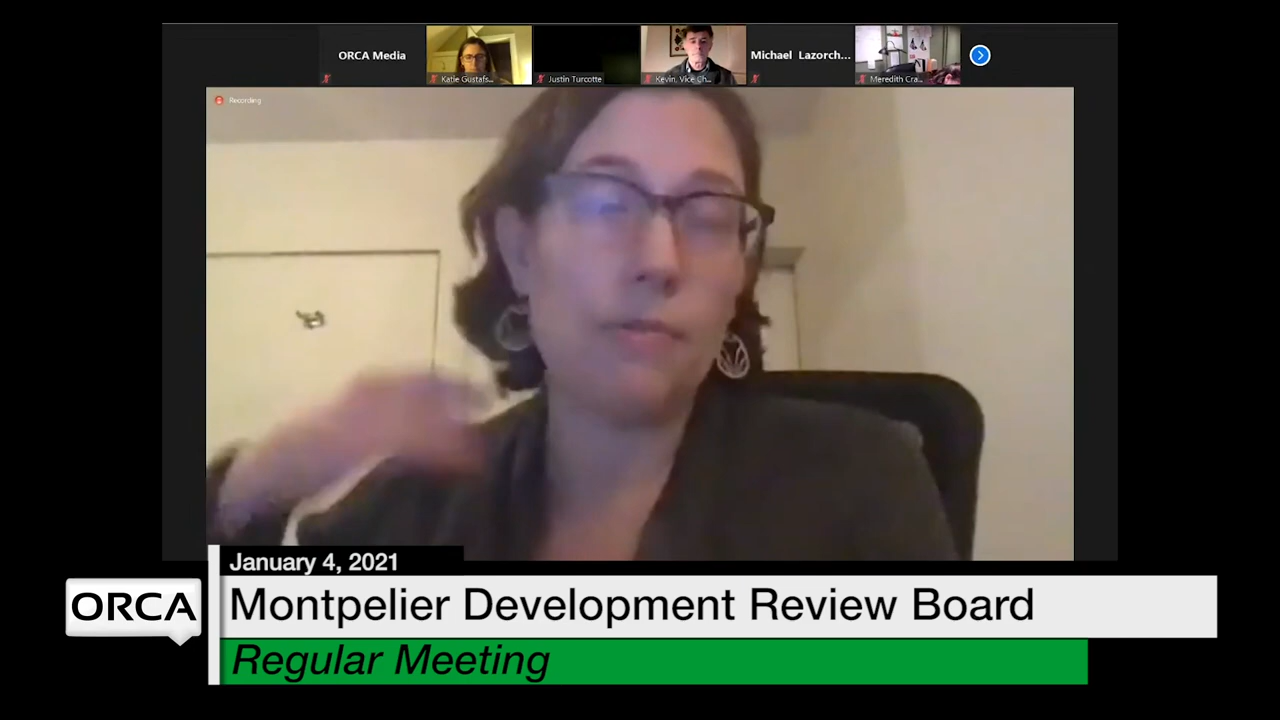 ORCA Media
Katie Gustafs...
Justin Turcotte
Kevin, Vice Ch...
Michael Lazorch...
Meredith Cra...
Recording
January 4, 2021
ORCA
Montpelier Development Review Board
Regular Meeting